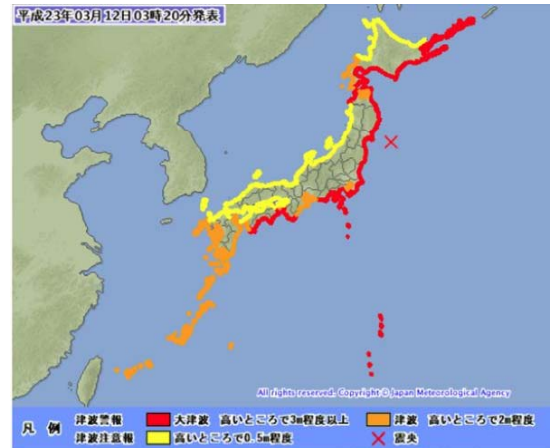 平成23年03月12日03時20分発表
All rights reserved. Copyright © Japan Meteorological Agency
凡 例
津波警報 大津波 高いところで3m程度以上 津波 高いところで2m程度
津波注意報 高いところで0.5m程度 震央